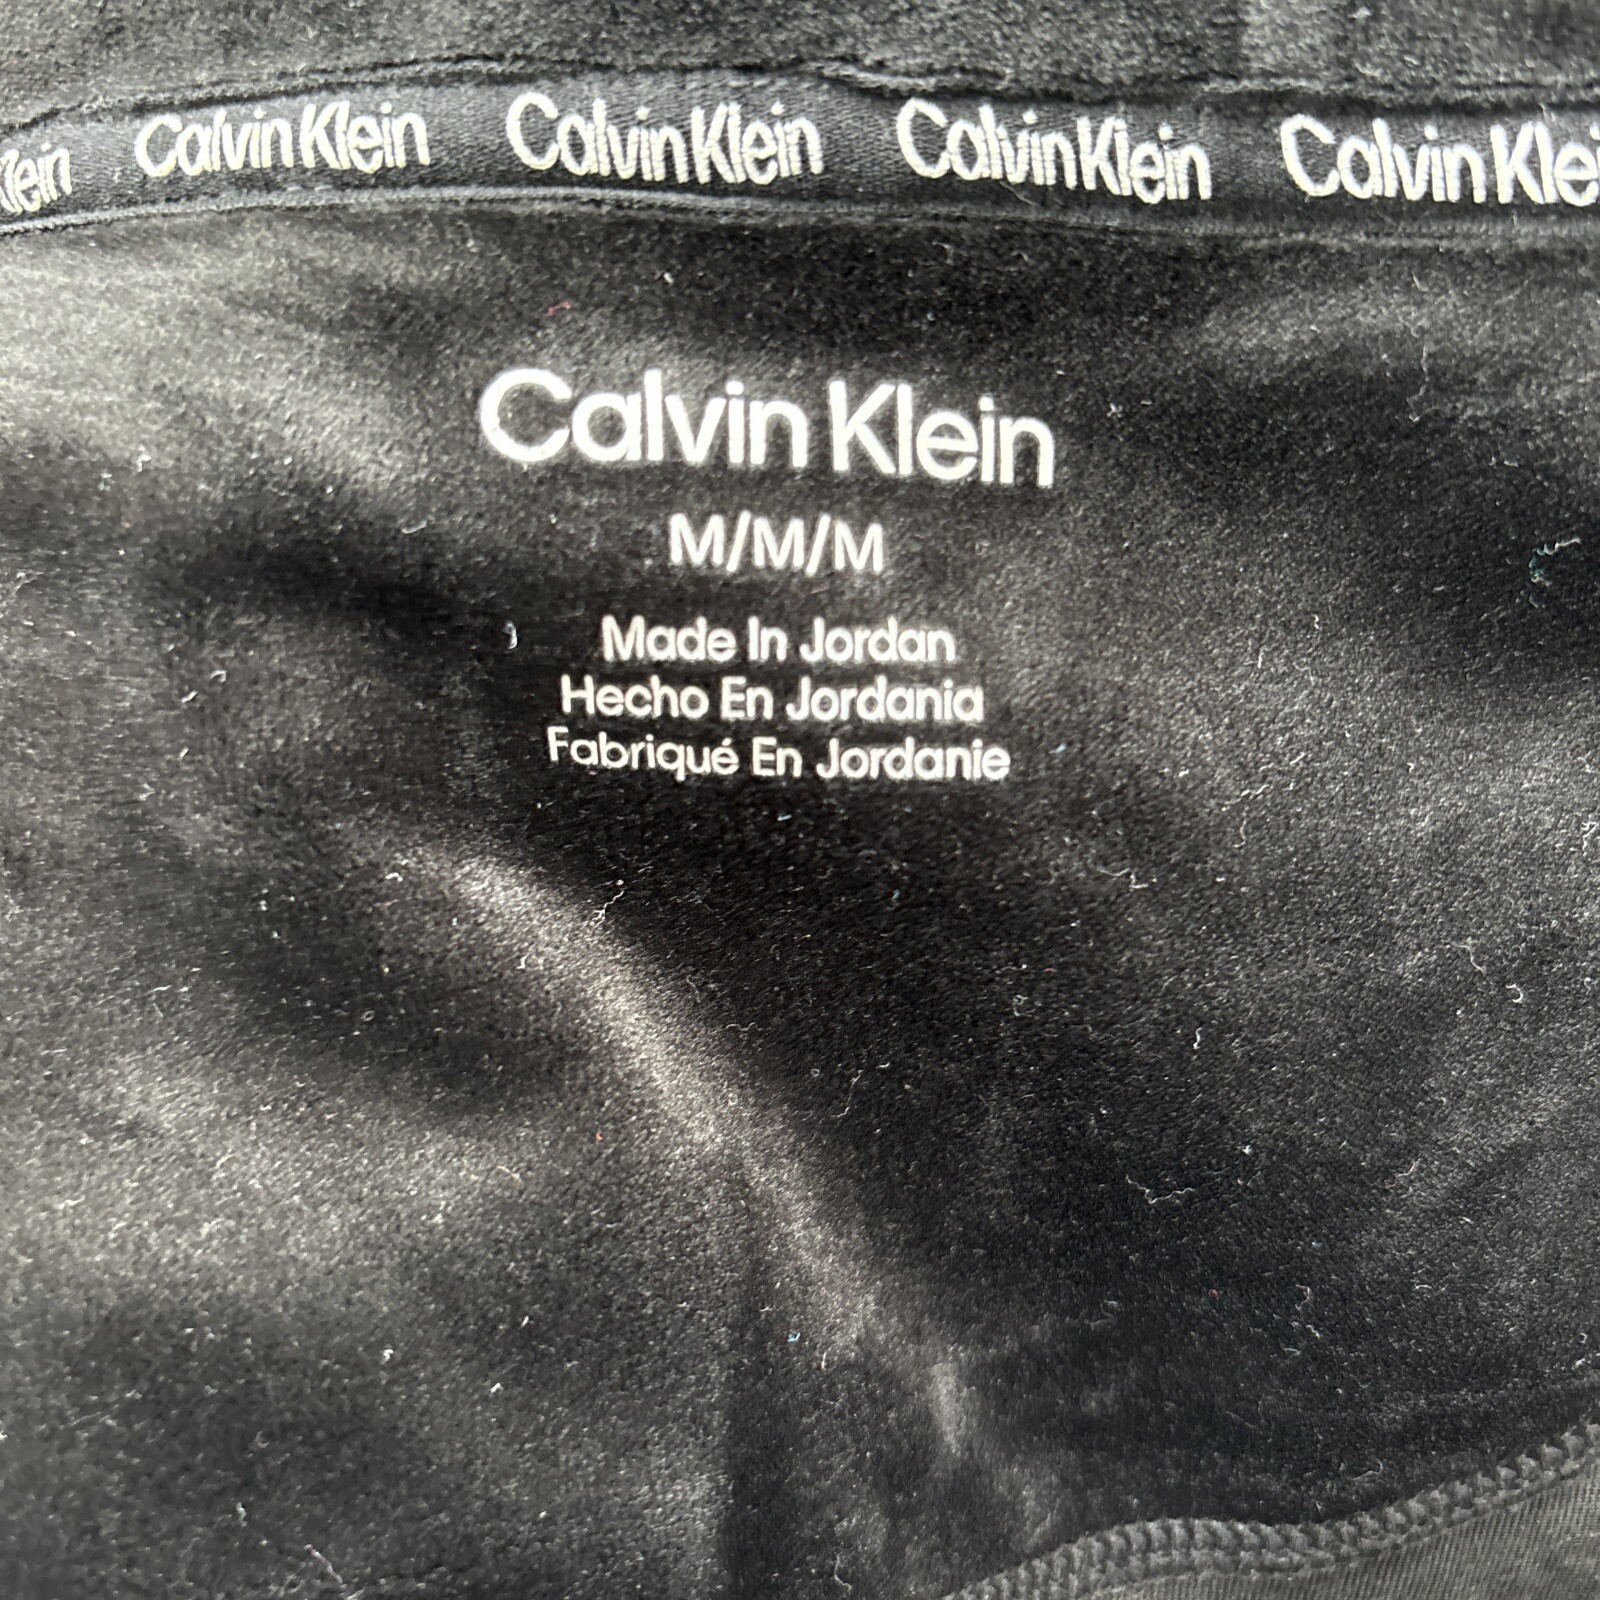 Klein Calvin Klein Calvin Klein Calvin Klein Calvin Kle
Calvin Klein
M/M/M
Made In Jordan
Hecho En Jordania
Fabriqué En Jordanie